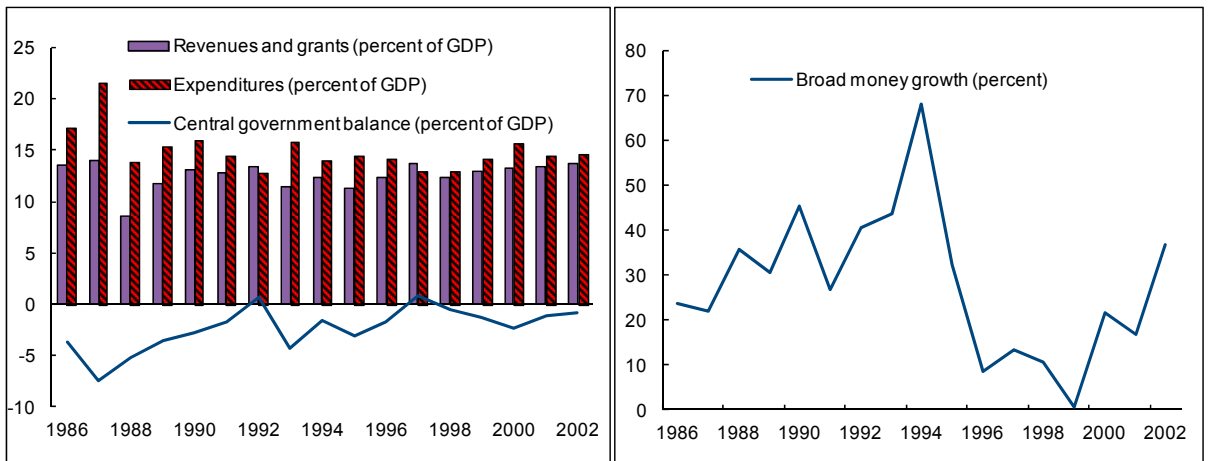 25
20
15
10
5
0
-5
-10
Revenues and grants (percent of GDP)
Expenditures (percent of GDP)
Central government balance (percent of GDP)
1986 1988 1990 1992 1994 1996 1998 2000 2002
80
70
60
50
40
30
20
10
0
Broad money growth (percent)
1986 1988 1990 1992 1994 1996 1998 2000 2002